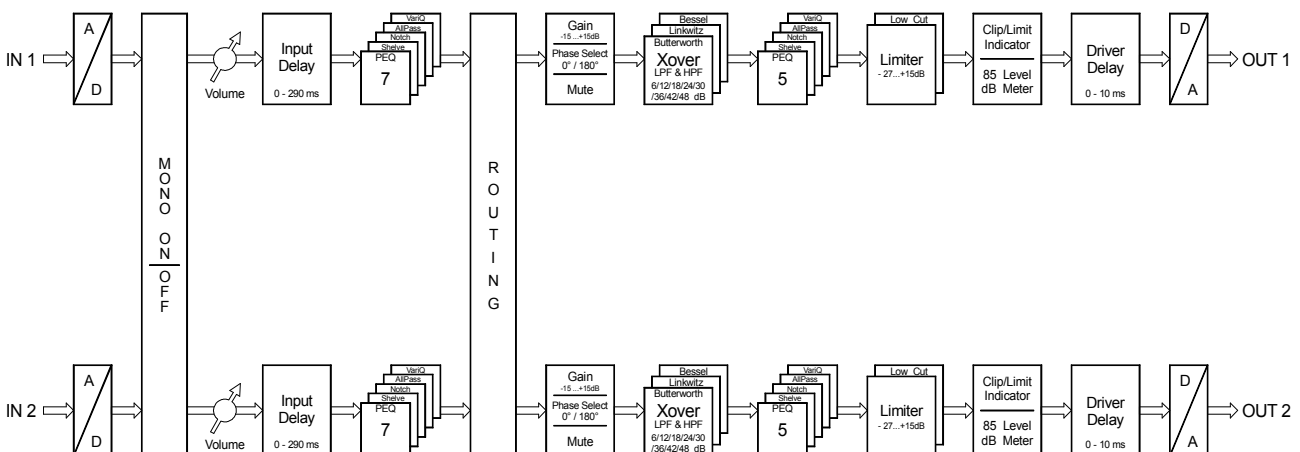 IN 1
A
D
MONO ON
OFF
Volume
Input
Delay
0 - 290 ms
VariQ
AllPass
Notch
Shelve
PEQ
7
ROUTING
Gain
-15 ...+15dB
Phase Select
0° / 180°
Mute
Bessel
Linkwitz
Butterworth
Xover
LPF & HPF
6/12/18/24/30
/36/42/48 dB
VariQ
AllPass
Notch
Shelve
PEQ
5
Low Cut
Limiter
- 27...+15dB
Clip/Limit
Indicator
85 Level
dB Meter
Driver
Delay
0 - 10 ms
D
A
OUT 1
IN 2
A
D
Volume
Input
Delay
0 - 290 ms
VariQ
AllPass
Notch
Shelve
PEQ
7
Gain
-15 ...+15dB
Phase Select
0° / 180°
Mute
Bessel
Linkwitz
Butterworth
Xover
LPF & HPF
6/12/18/24/30
/36/42/48 dB
VariQ
AllPass
Notch
Shelve
PEQ
5
Low Cut
Limiter
- 27...+15dB
Clip/Limit
Indicator
85 Level
dB Meter
Driver
Delay
0 - 10 ms
D
A
OUT 2